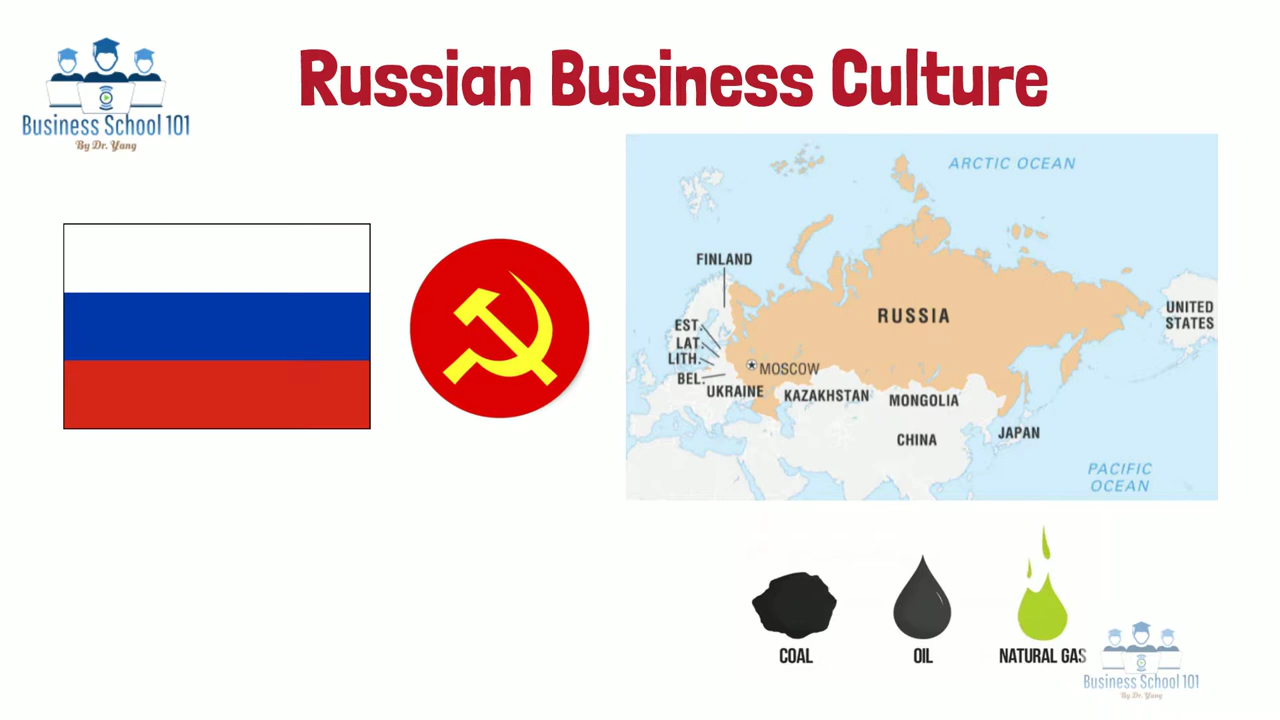 Russian Business Culture
Business School 101
By Dr. Yang
ARCTIC OCEAN
FINLAND
UNITED
STATES
RUSSIA
EST.
LAT.
LITH.
MOSCOW
BEL.
UKRAINE
KAZAKHSTAN
MONGOLIA
JAPAN
CHINA
PACIFIC
OCEAN
COAL
OIL
NATURAL GAS
Business School 101
By Dr. Yang